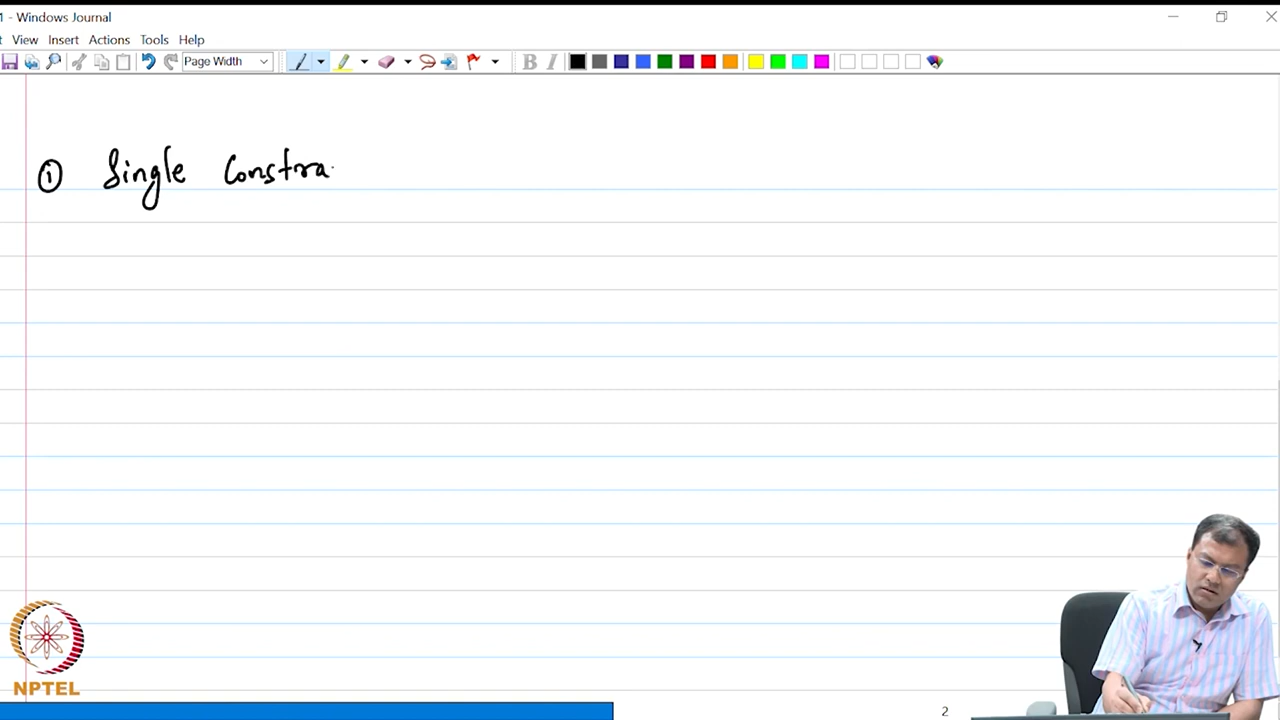 1 - Windows Journal
t View Insert Actions Tools Help
Page Width
B I
① Single Constra
NPTEL
2